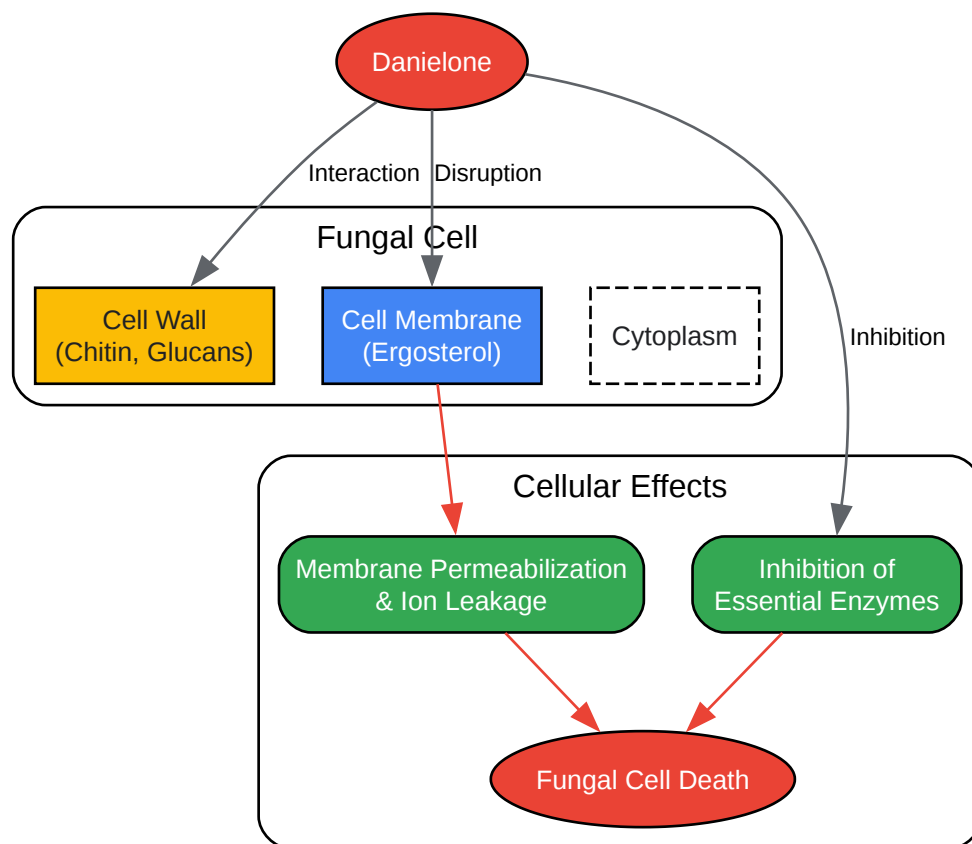 Danielone
Interaction
Disruption
Fungal Cell
Cell Wall
(Chitin, Glucans)
Cell Membrane
(Ergosterol)
Cytoplasm
Inhibition
Cellular Effects
Membrane Permeabilization
& Ion Leakage
Inhibition of
Essential Enzymes
Fungal Cell Death